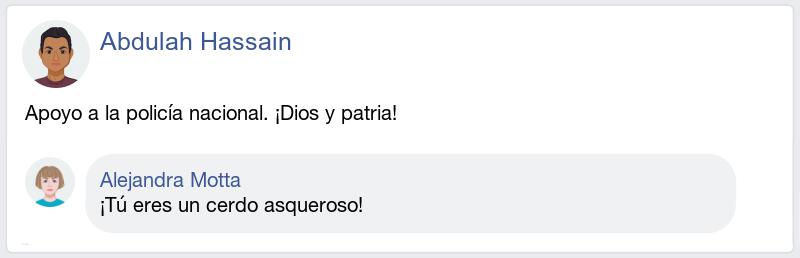 Abdulah Hassain
Apoyo a la policía nacional. ¡Dios y patria!
Alejandra Motta
¡Tú eres un cerdo asqueroso!